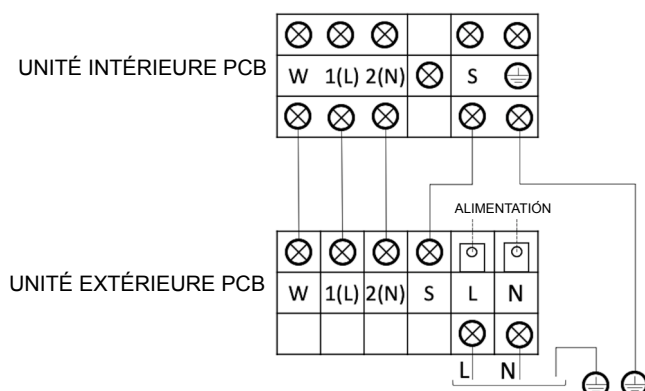 UNITÉ INTÉRIEURE PCB
W 1(L) 2(N) S
ALIMENTATIÓN
UNITÉ EXTÉRIEURE PCB
W 1(L) 2(N) S L N
L N